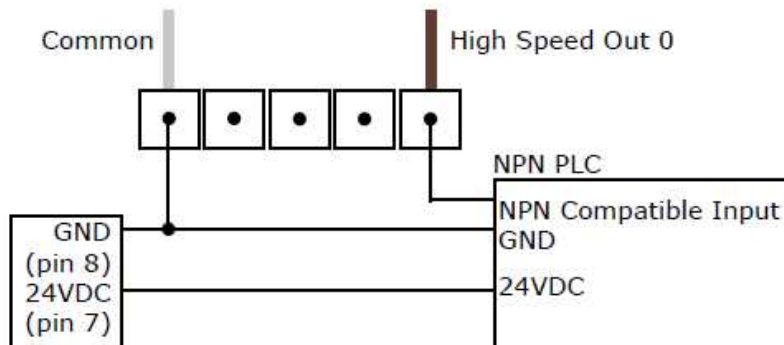 Common
High Speed Out 0
NPN PLC
NPN Compatible Input
GND
24VDC
GND
(pin 8)
24VDC
(pin 7)